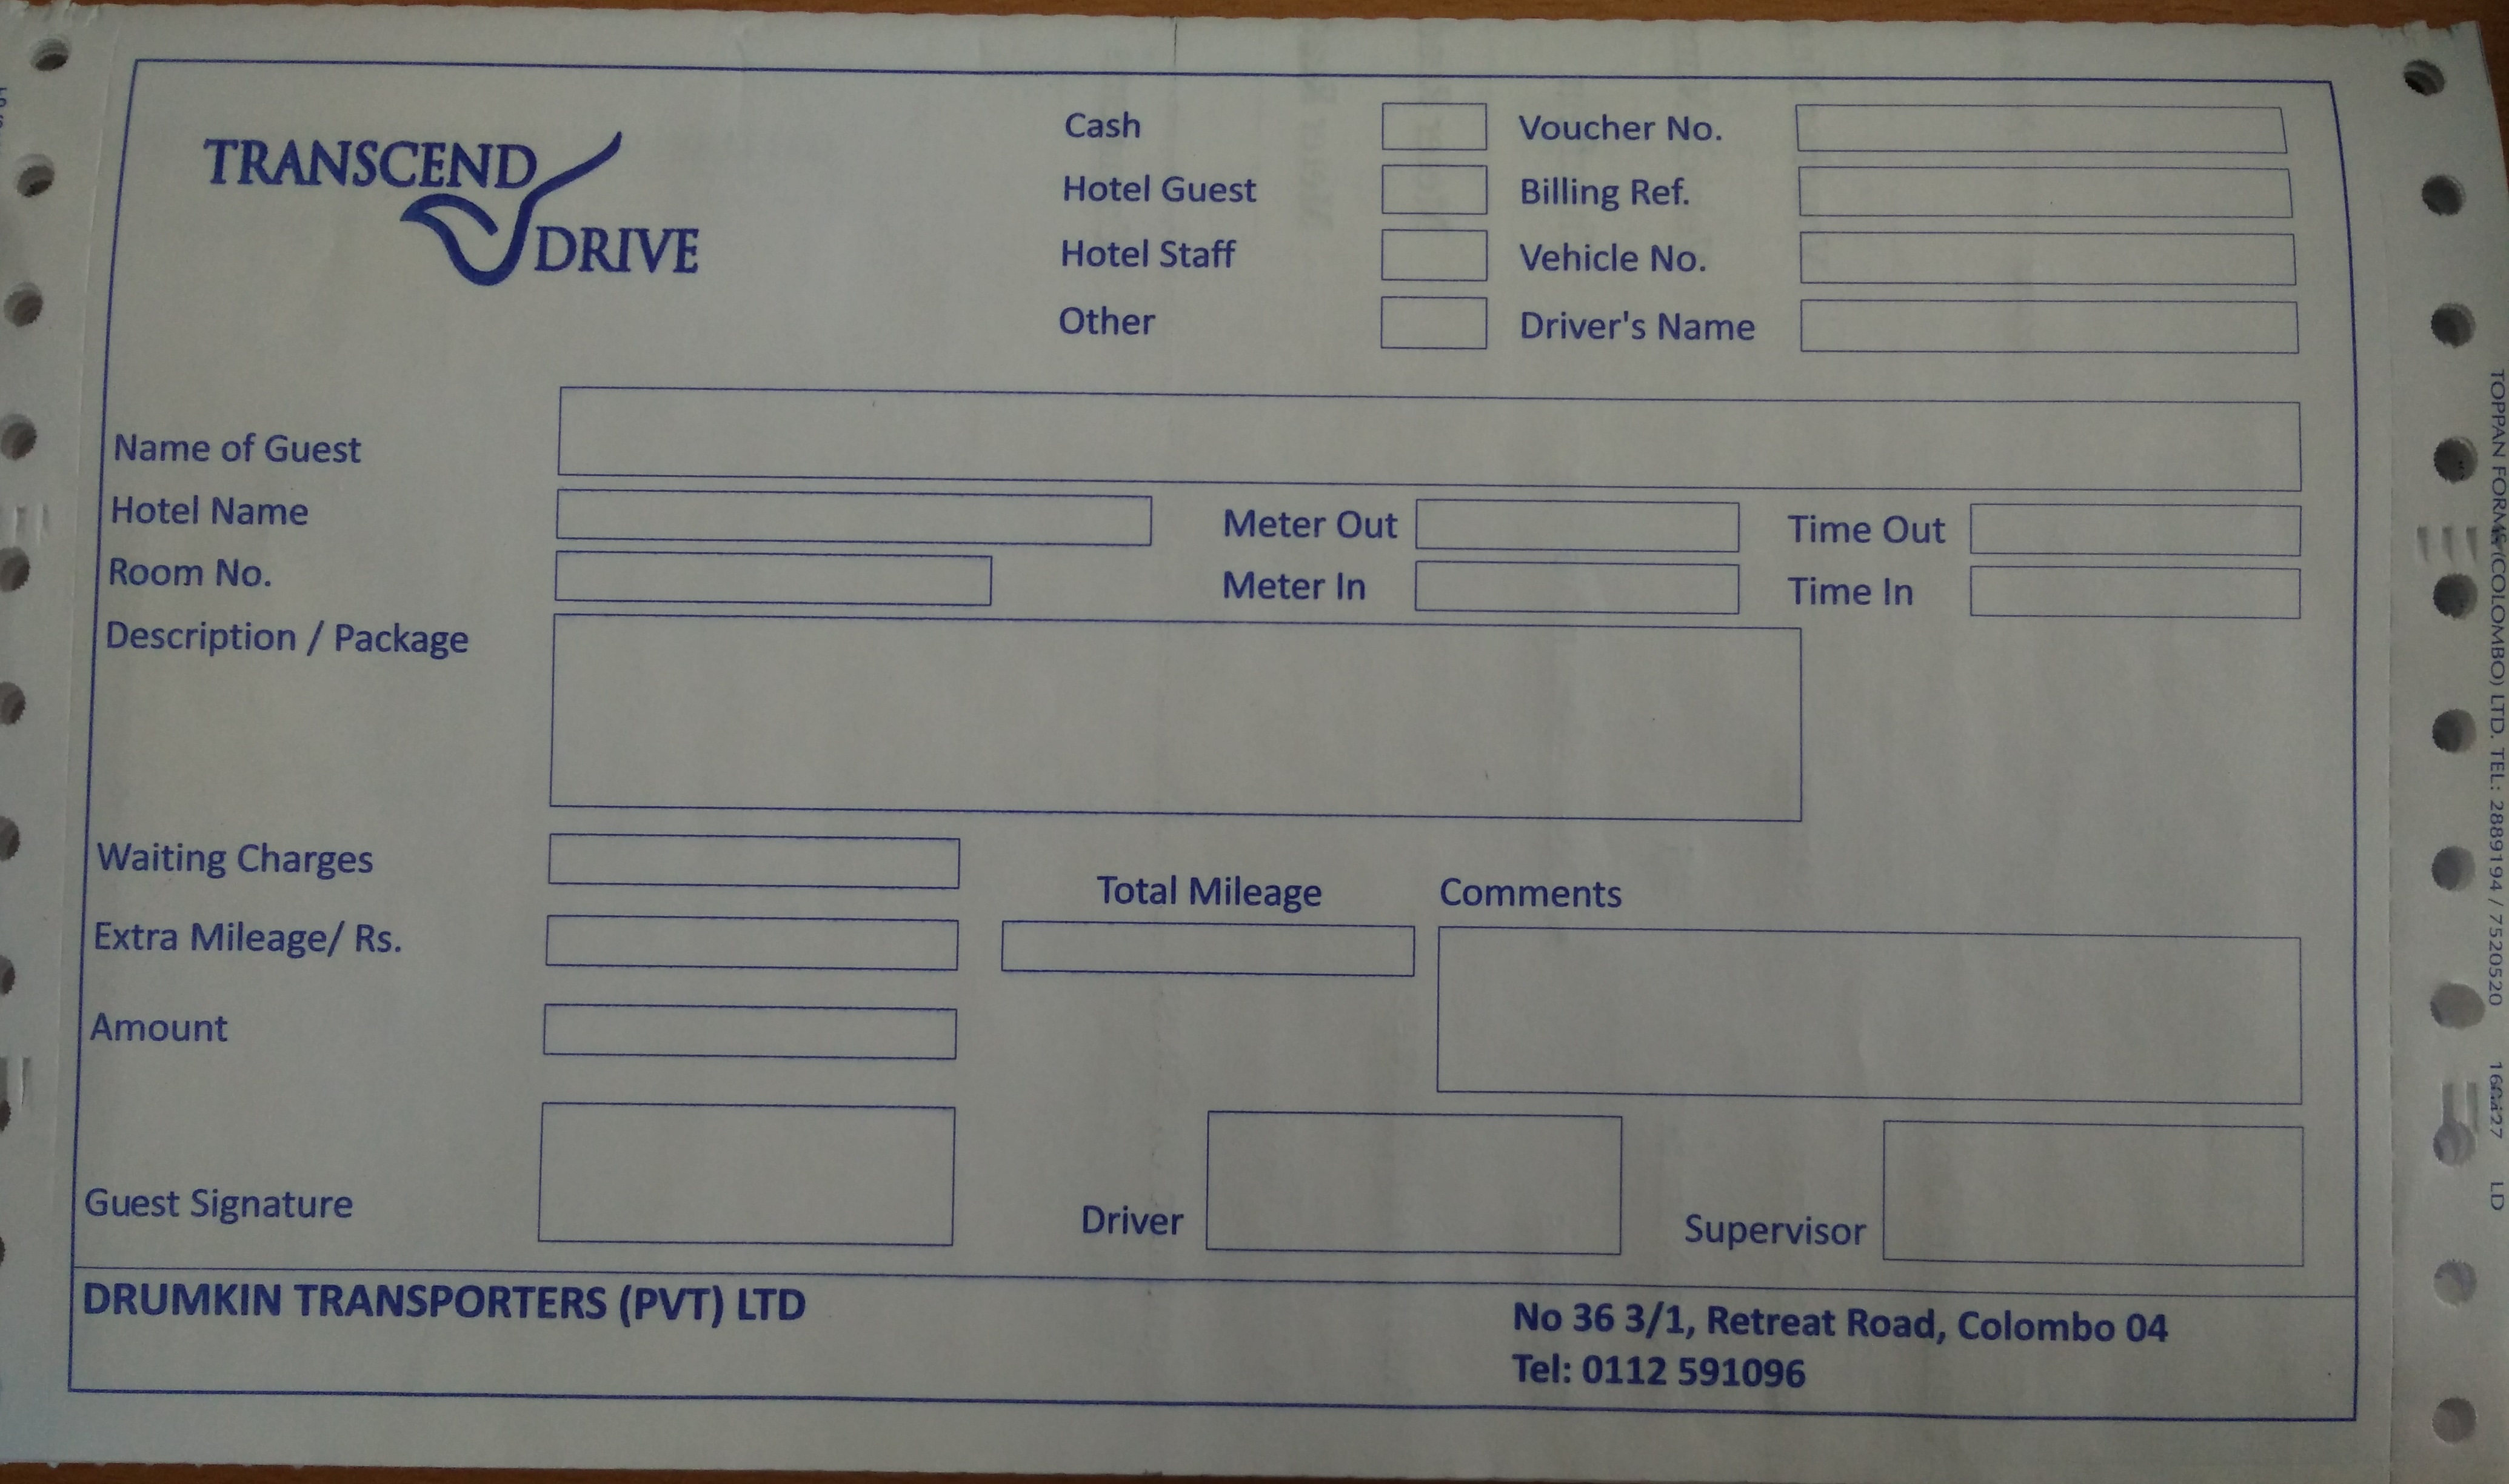 TRANSCEND
DRIVE
Cash Voucher No.
Hotel Guest Billing Ref.
Hotel Staff Vehicle No.
Other Driver's Name
Name of Guest
Hotel Name Meter Out Time Out
Room No. Meter In Time In
Description / Package
Waiting Charges
Total Mileage Comments
Extra Mileage/ Rs.
Amount
Guest Signature Driver Supervisor
DRUMKIN TRANSPORTERS (PVT) LTD
No 36 3/1, Retreat Road, Colombo 04
Tel: 0112 591096
TOPPAN FORMS (COLOMBO) LTD. TEL: 2889194 / 7520520 LD